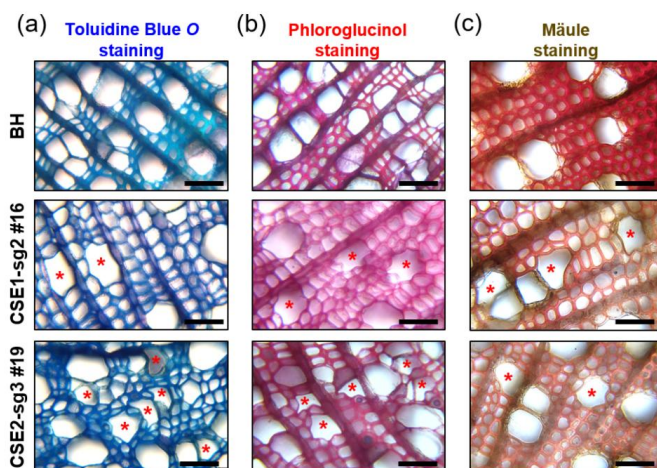 (a) Toluidine Blue O
staining
(b) Phloroglucinol
staining
(c) Mäule
staining
BH
CSE1-sg2 #16
* *
* * *
* * *
CSE2-sg3 #19
* * * * * *
* * * * *
* *